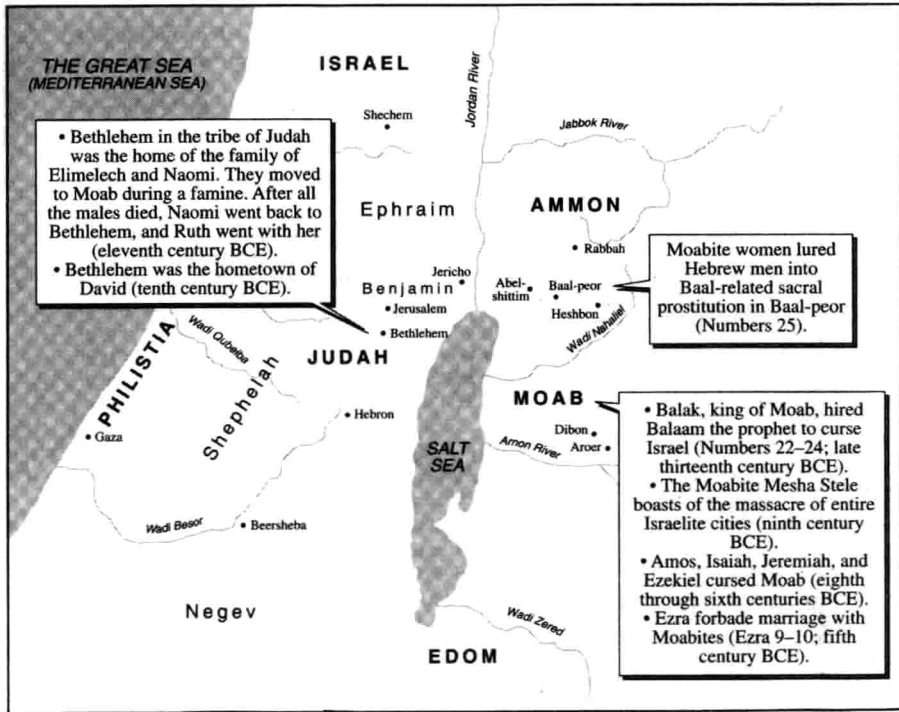 THE GREAT SEA
(MEDITERRANEAN SEA)
ISRAEL
Jordan River
Shechem
Jabbok River
• Bethlehem in the tribe of Judah
was the home of the family of
Elimelech and Naomi. They moved
to Moab during a famine. After all
the males died, Naomi went back to
Bethlehem, and Ruth went with her
(eleventh century BCE).
• Bethlehem was the hometown of
David (tenth century BCE).
Ephraim
AMMON
Rabbah
Jericho
Benjamin
Abel-
shittim
Baal-peor
Heshbon
Jerusalem
Bethlehem
Moabite women lured
Hebrew men into
Baal-related sacral
prostitution in Baal-peor
(Numbers 25).
Wadi Nahaliel
Wadi Qubeiba
JUDAH
PHILISTIA
Shephelah
Hebron
Gaza
MOAB
Dibon
Aroer
Arnon River
SALT
SEA
• Balak, king of Moab, hired
Balaam the prophet to curse
Israel (Numbers 22–24; late
thirteenth century BCE).
• The Moabite Mesha Stele
boasts of the massacre of entire
Israelite cities (ninth century
BCE).
• Amos, Isaiah, Jeremiah, and
Ezekiel cursed Moab (eighth
through sixth centuries BCE).
• Ezra forbade marriage with
Moabites (Ezra 9–10; fifth
century BCE).
Wadi Besor
Beersheba
Negev
Wadi Zered
EDOM